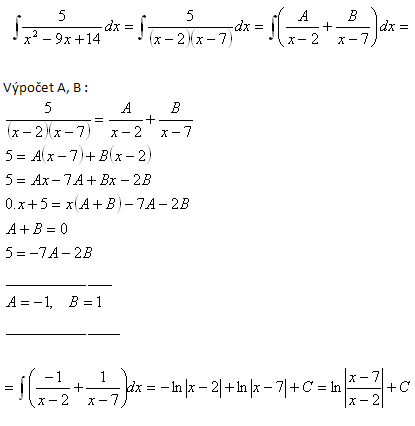 ∫ 5/(x² − 9x + 14) dx = ∫ 5/((x − 2)(x − 7)) dx = ∫ (A/(x − 2) + B/(x − 7)) dx =
Výpočet A, B :
5/((x − 2)(x − 7)) = A/(x − 2) + B/(x − 7)
5 = A(x − 7) + B(x − 2)
5 = Ax − 7A + Bx − 2B
0.x + 5 = x(A + B) − 7A − 2B
A + B = 0
5 = −7A − 2B
A = −1, B = 1
= ∫ (−1/(x − 2) + 1/(x − 7)) dx = −ln|x − 2| + ln|x − 7| + C = ln|(x − 7)/(x − 2)| + C